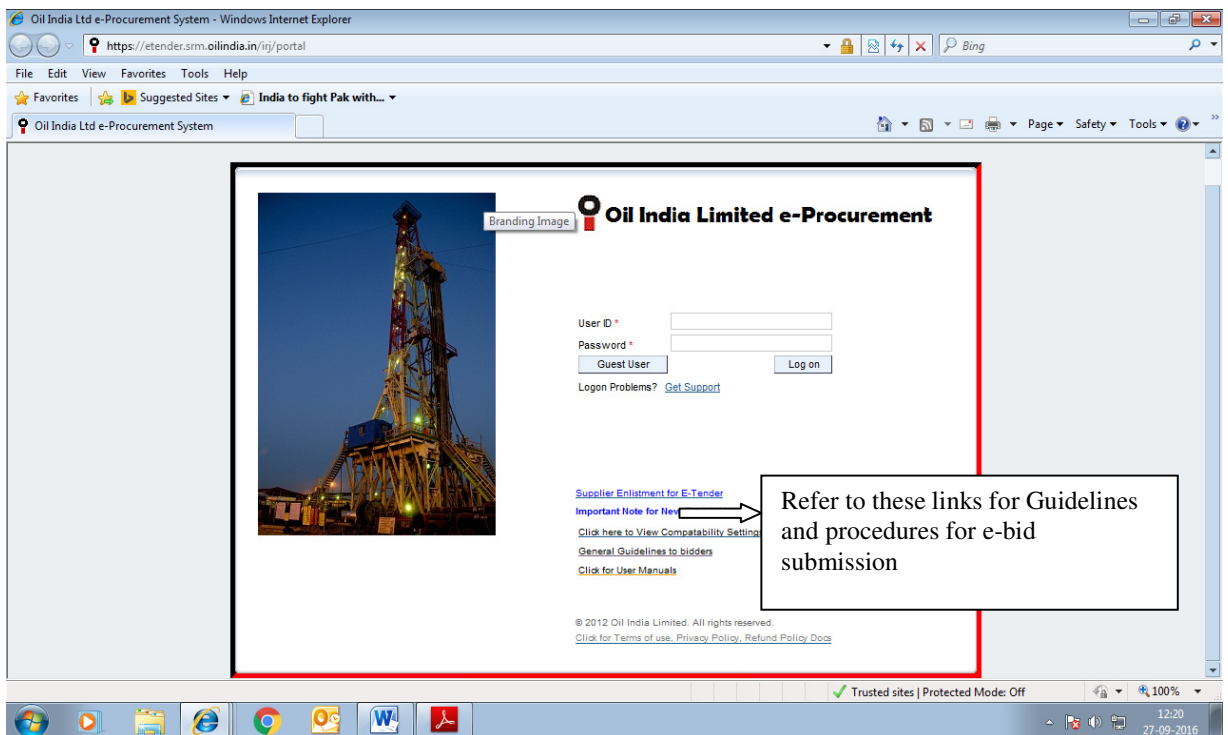 Oil India Ltd e-Procurement System - Windows Internet Explorer
https://etender.srm.oilindia.in/irj/portal
Bing
File Edit View Favorites Tools Help
Favorites Suggested Sites India to fight Pak with...
Oil India Ltd e-Procurement System
Page Safety Tools
Branding Image
Oil India Limited e-Procurement
User ID *
Password *
Guest User Log on
Logon Problems? Get Support
Supplier Enlistment for E-Tender
Important Note for New
Click here to View Compatability Settings
General Guidelines to bidders
Click for User Manuals
Refer to these links for Guidelines
and procedures for e-bid
submission
© 2012 Oil India Limited. All rights reserved.
Click for Terms of use, Privacy Policy, Refund Policy Docs
Trusted sites | Protected Mode: Off
100%
12:20
27-09-2016